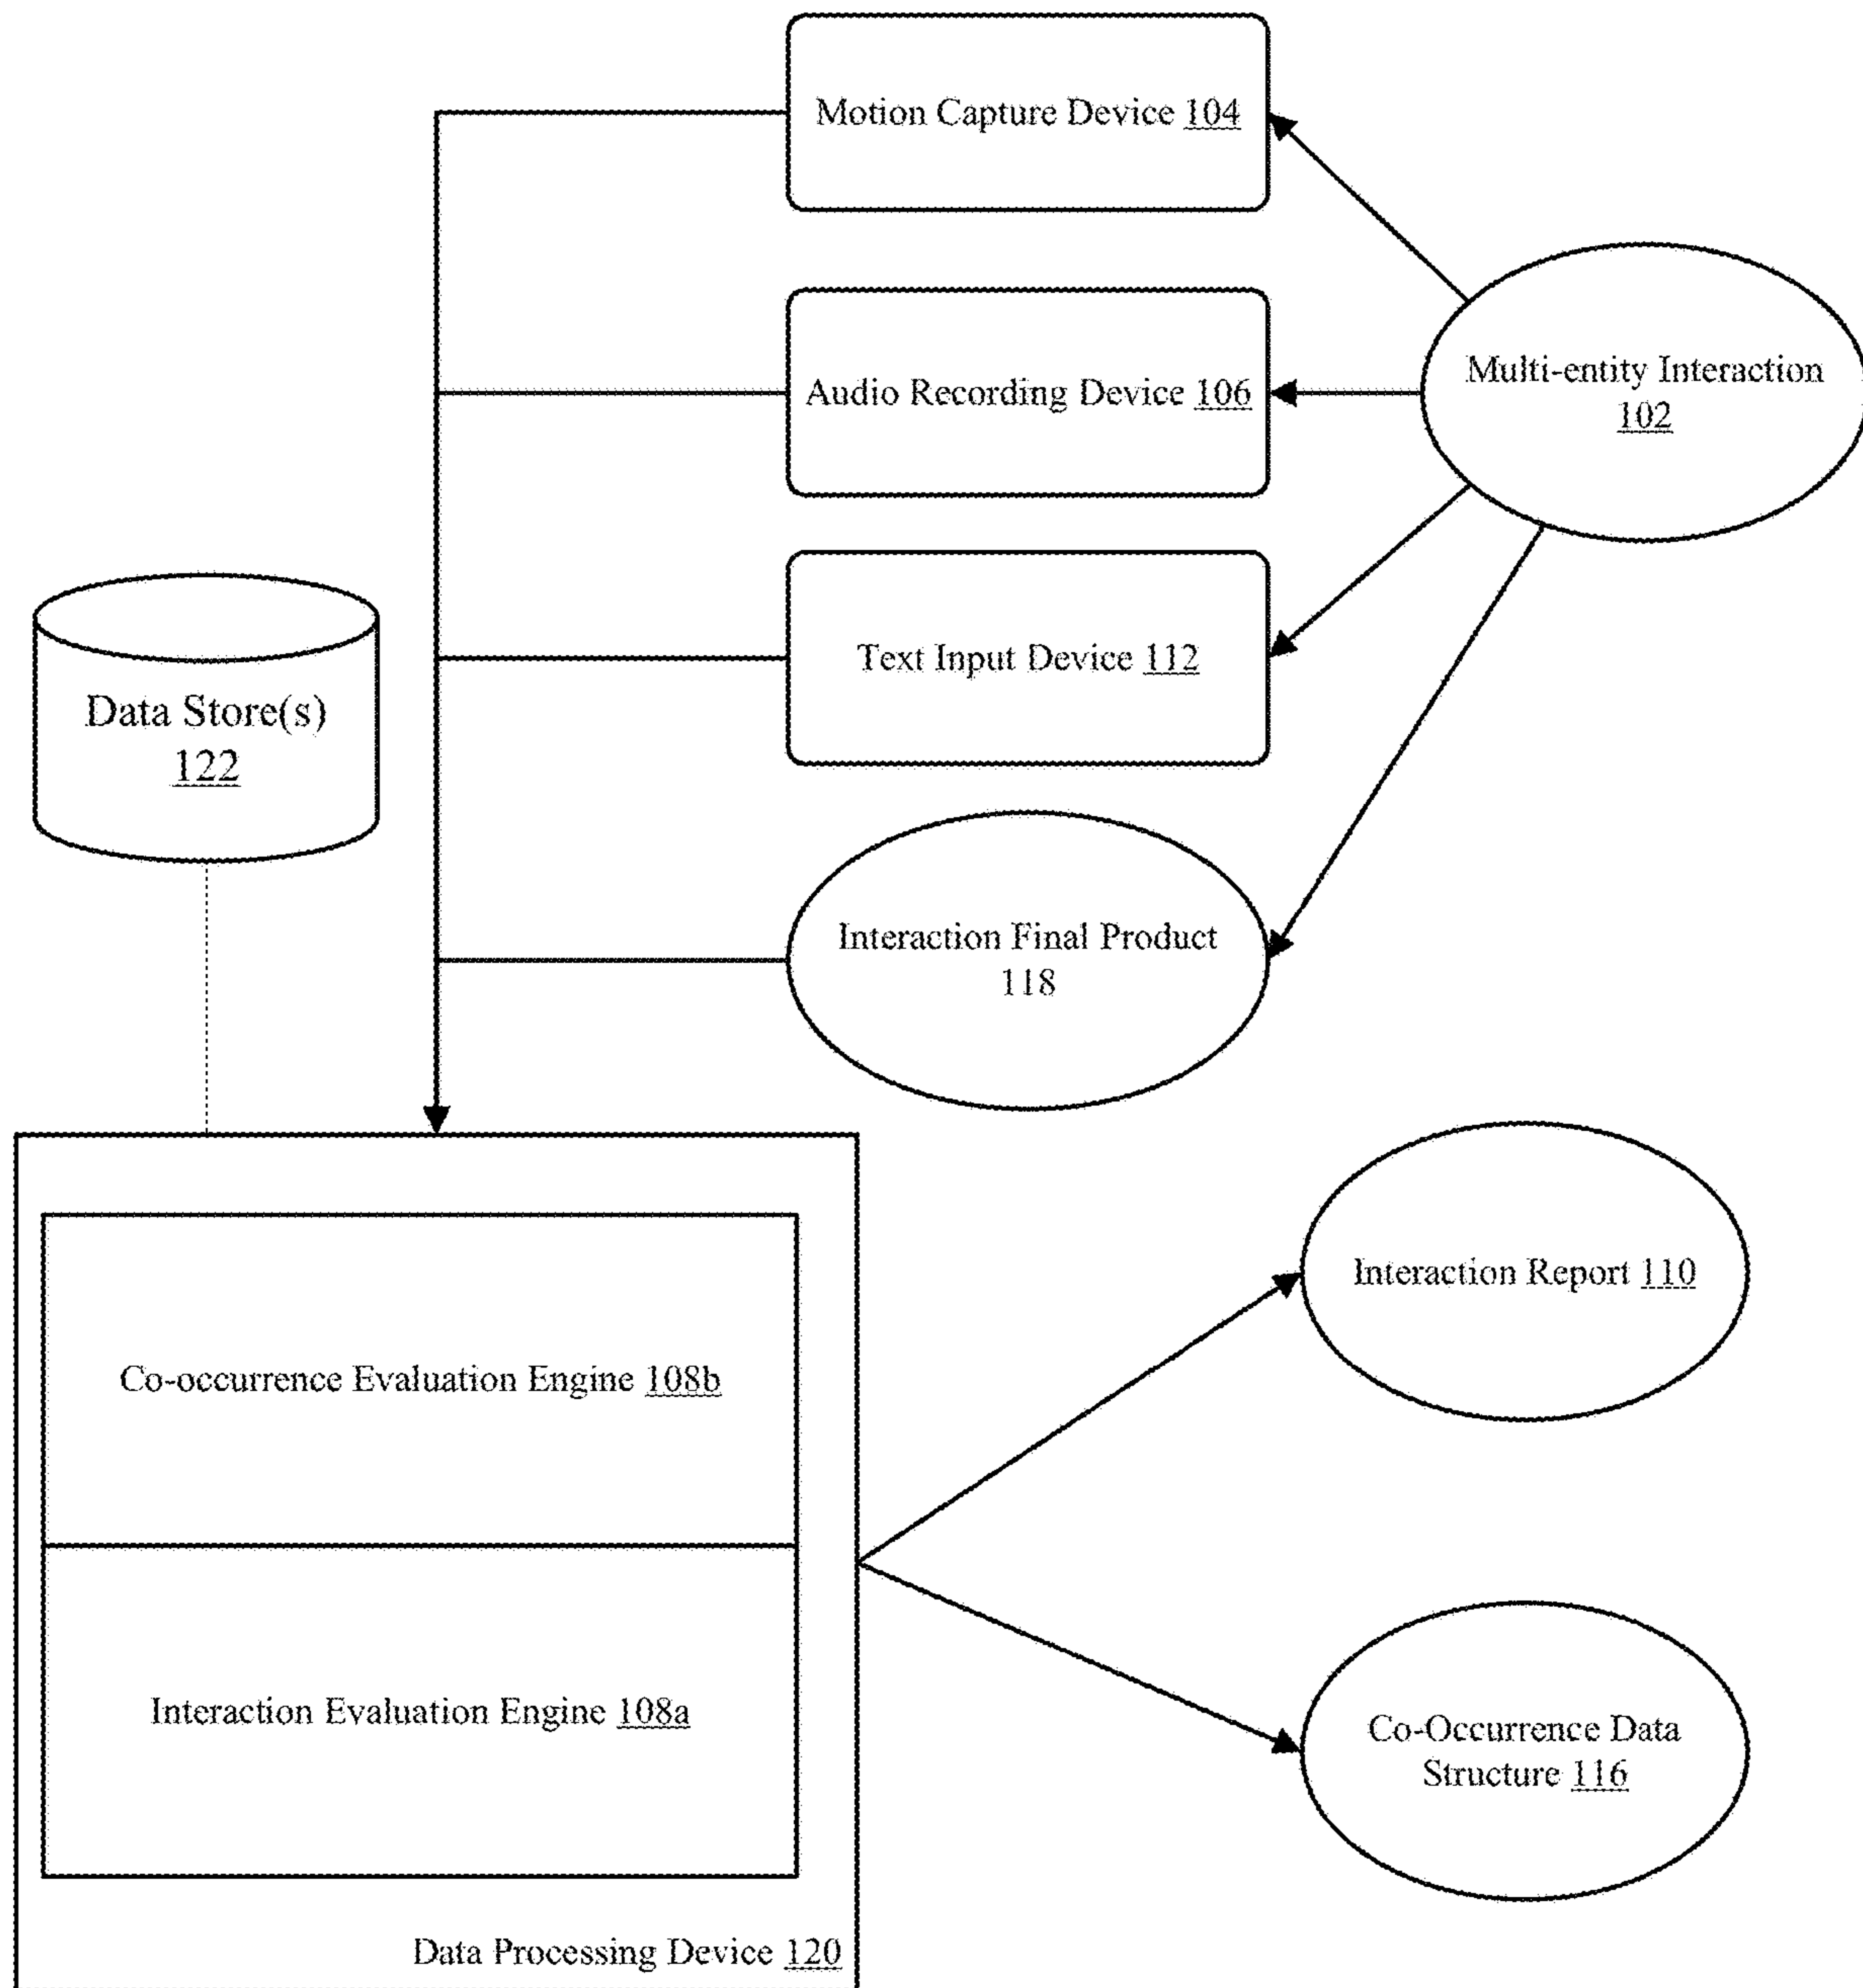 Motion Capture Device 104
Audio Recording Device 106
Multi-entity Interaction
102
Text Input Device 112
Data Store(s)
122
Interaction Final Product
118
Interaction Report 110
Co-occurrence Evaluation Engine 108b
Interaction Evaluation Engine 108a
Co-Occurrence Data
Structure 116
Data Processing Device 120